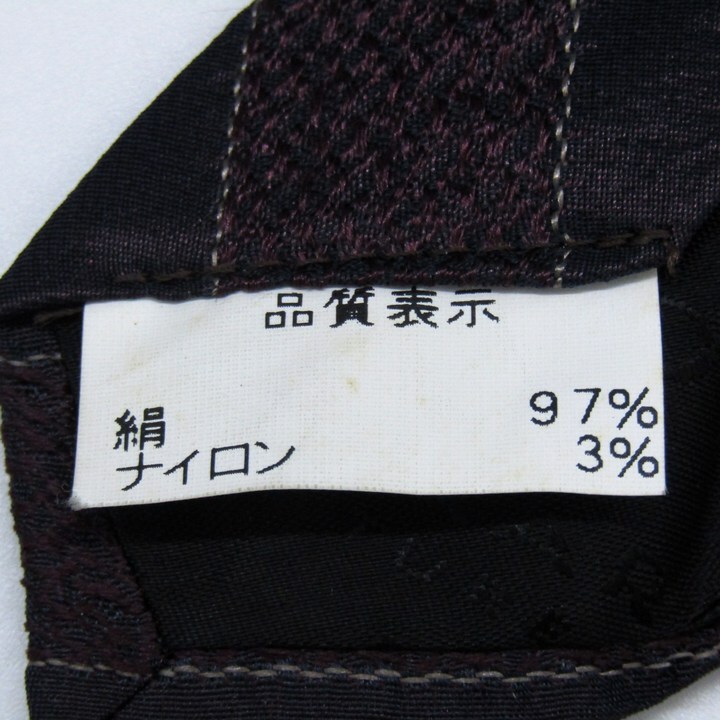 品質表示
絹 97%
ナイロン 3%